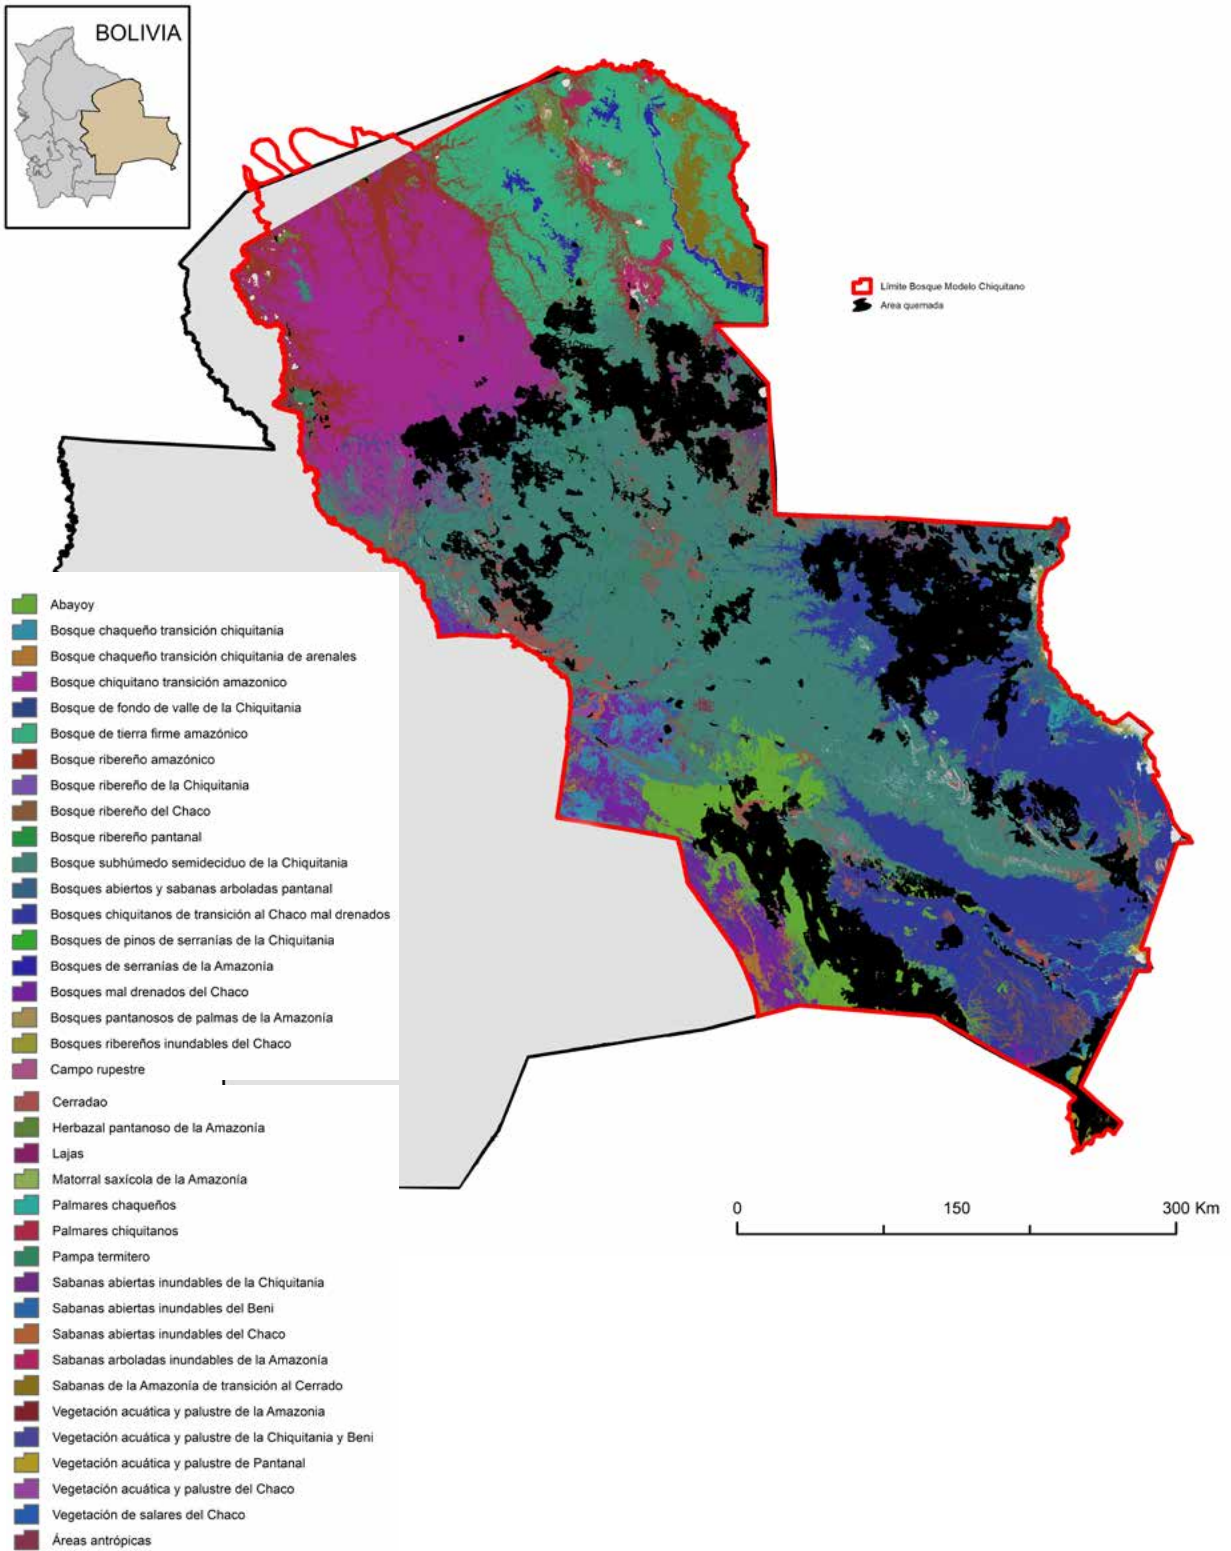 BOLIVIA
Límite Bosque Modelo Chiquitano
Area quemada
Abayoy
Bosque chaqueño transición chiquitania
Bosque chaqueño transición chiquitania de arenales
Bosque chiquitano transición amazonico
Bosque de fondo de valle de la Chiquitania
Bosque de tierra firme amazónico
Bosque ribereño amazónico
Bosque ribereño de la Chiquitania
Bosque ribereño del Chaco
Bosque ribereño pantanal
Bosque subhúmedo semideciduo de la Chiquitania
Bosques abiertos y sabanas arboladas pantanal
Bosques chiquitanos de transición al Chaco mal drenados
Bosques de pinos de serranías de la Chiquitania
Bosques de serranías de la Amazonía
Bosques mal drenados del Chaco
Bosques pantanosos de palmas de la Amazonía
Bosques ribereños inundables del Chaco
Campo rupestre
Cerradao
Herbazal pantanoso de la Amazonía
Lajas
Matorral saxícola de la Amazonía
Palmares chaqueños
Palmares chiquitanos
Pampa termitero
Sabanas abiertas inundables de la Chiquitania
Sabanas abiertas inundables del Beni
Sabanas abiertas inundables del Chaco
Sabanas arboladas inundables de la Amazonía
Sabanas de la Amazonía de transición al Cerrado
Vegetación acuática y palustre de la Amazonia
Vegetación acuática y palustre de la Chiquitania y Beni
Vegetación acuática y palustre de Pantanal
Vegetación acuática y palustre del Chaco
Vegetación de salares del Chaco
Áreas antrópicas
0 150 300 Km